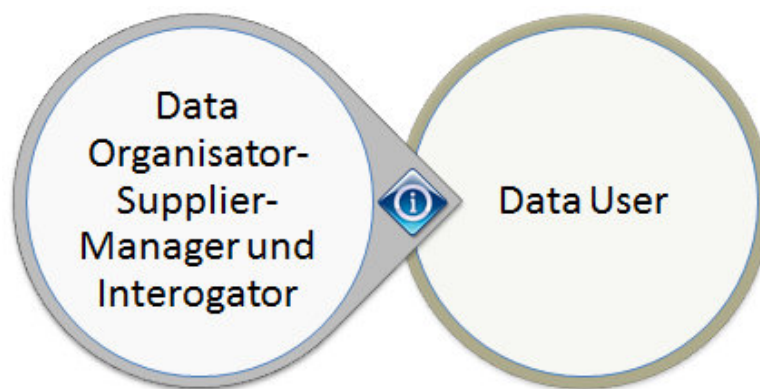 Data
Organisator-
Supplier-
Manager und
Interogator
i
Data User